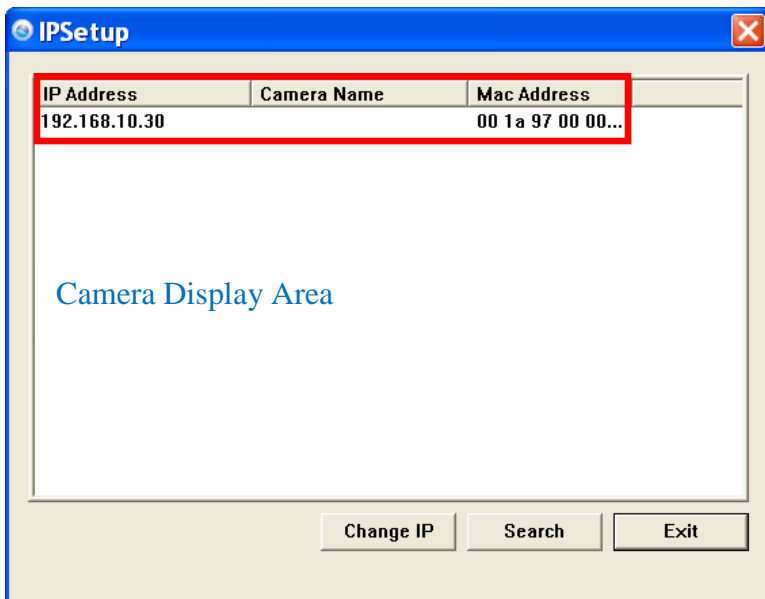 IPSetup
IP Address Camera Name Mac Address
192.168.10.30 00 1a 97 00 00...
Camera Display Area
Change IP Search Exit